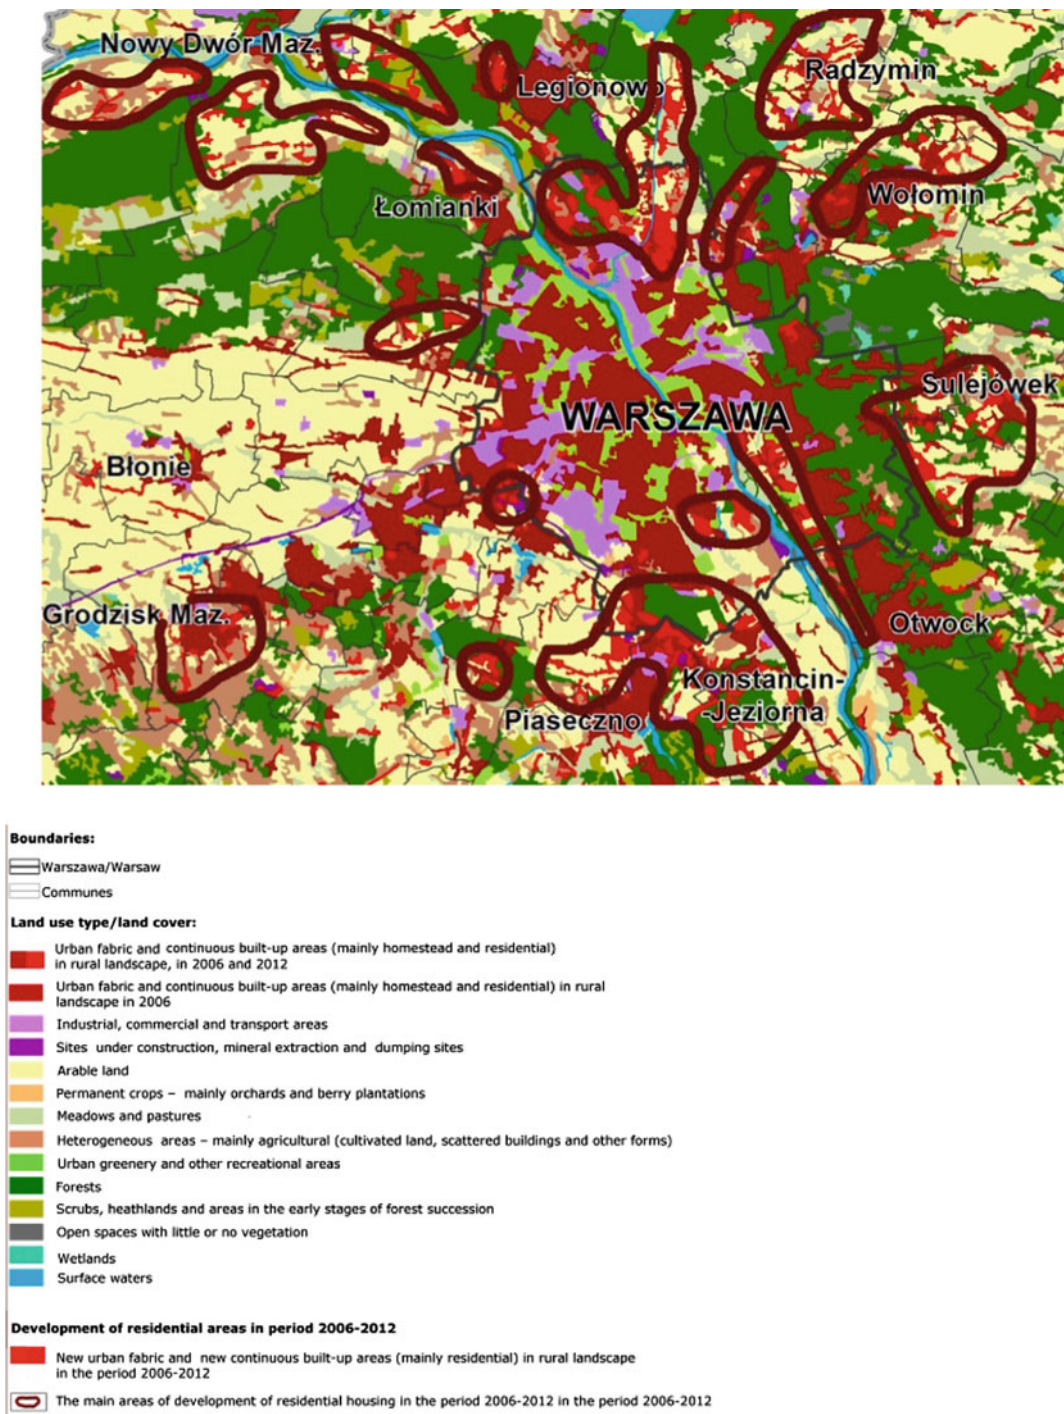 Nowy Dwór Maz.
Legionowo
Radzymin
Łomianki
Wołomin
Sulejówek
WARSZAWA
Błonie
Grodzisk Maz.
Otwock
Konstancin-
-Jeziorna
Piaseczno
Boundaries:
Warszawa/Warsaw
Communes
Land use type/land cover:
Urban fabric and continuous built-up areas (mainly homestead and residential)
in rural landscape, in 2006 and 2012
Urban fabric and continuous built-up areas (mainly homestead and residential) in rural
landscape in 2006
Industrial, commercial and transport areas
Sites under construction, mineral extraction and dumping sites
Arable land
Permanent crops – mainly orchards and berry plantations
Meadows and pastures
Heterogeneous areas – mainly agricultural (cultivated land, scattered buildings and other forms)
Urban greenery and other recreational areas
Forests
Scrubs, heathlands and areas in the early stages of forest succession
Open spaces with little or no vegetation
Wetlands
Surface waters
Development of residential areas in period 2006-2012
New urban fabric and new continuous built-up areas (mainly residential) in rural landscape
in the period 2006-2012
The main areas of development of residential housing in the period 2006-2012 in the period 2006-2012